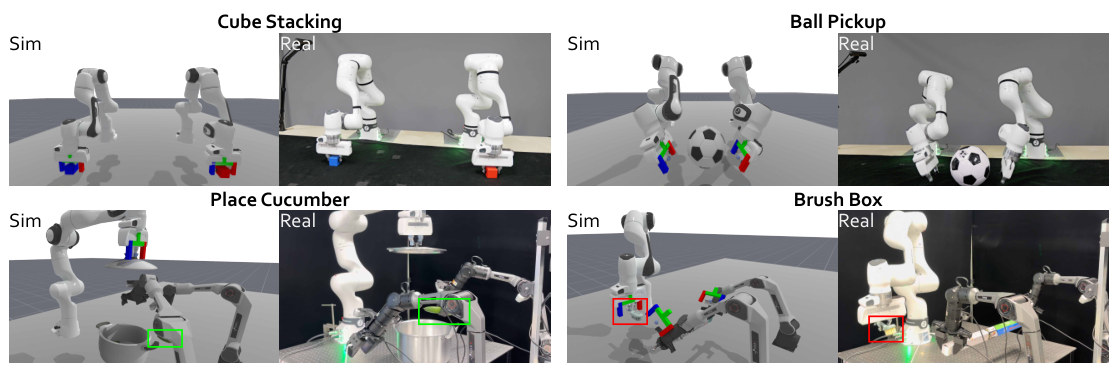 Cube Stacking
Sim
Real
Ball Pickup
Sim
Real
Place Cucumber
Sim
Real
Brush Box
Sim
Real